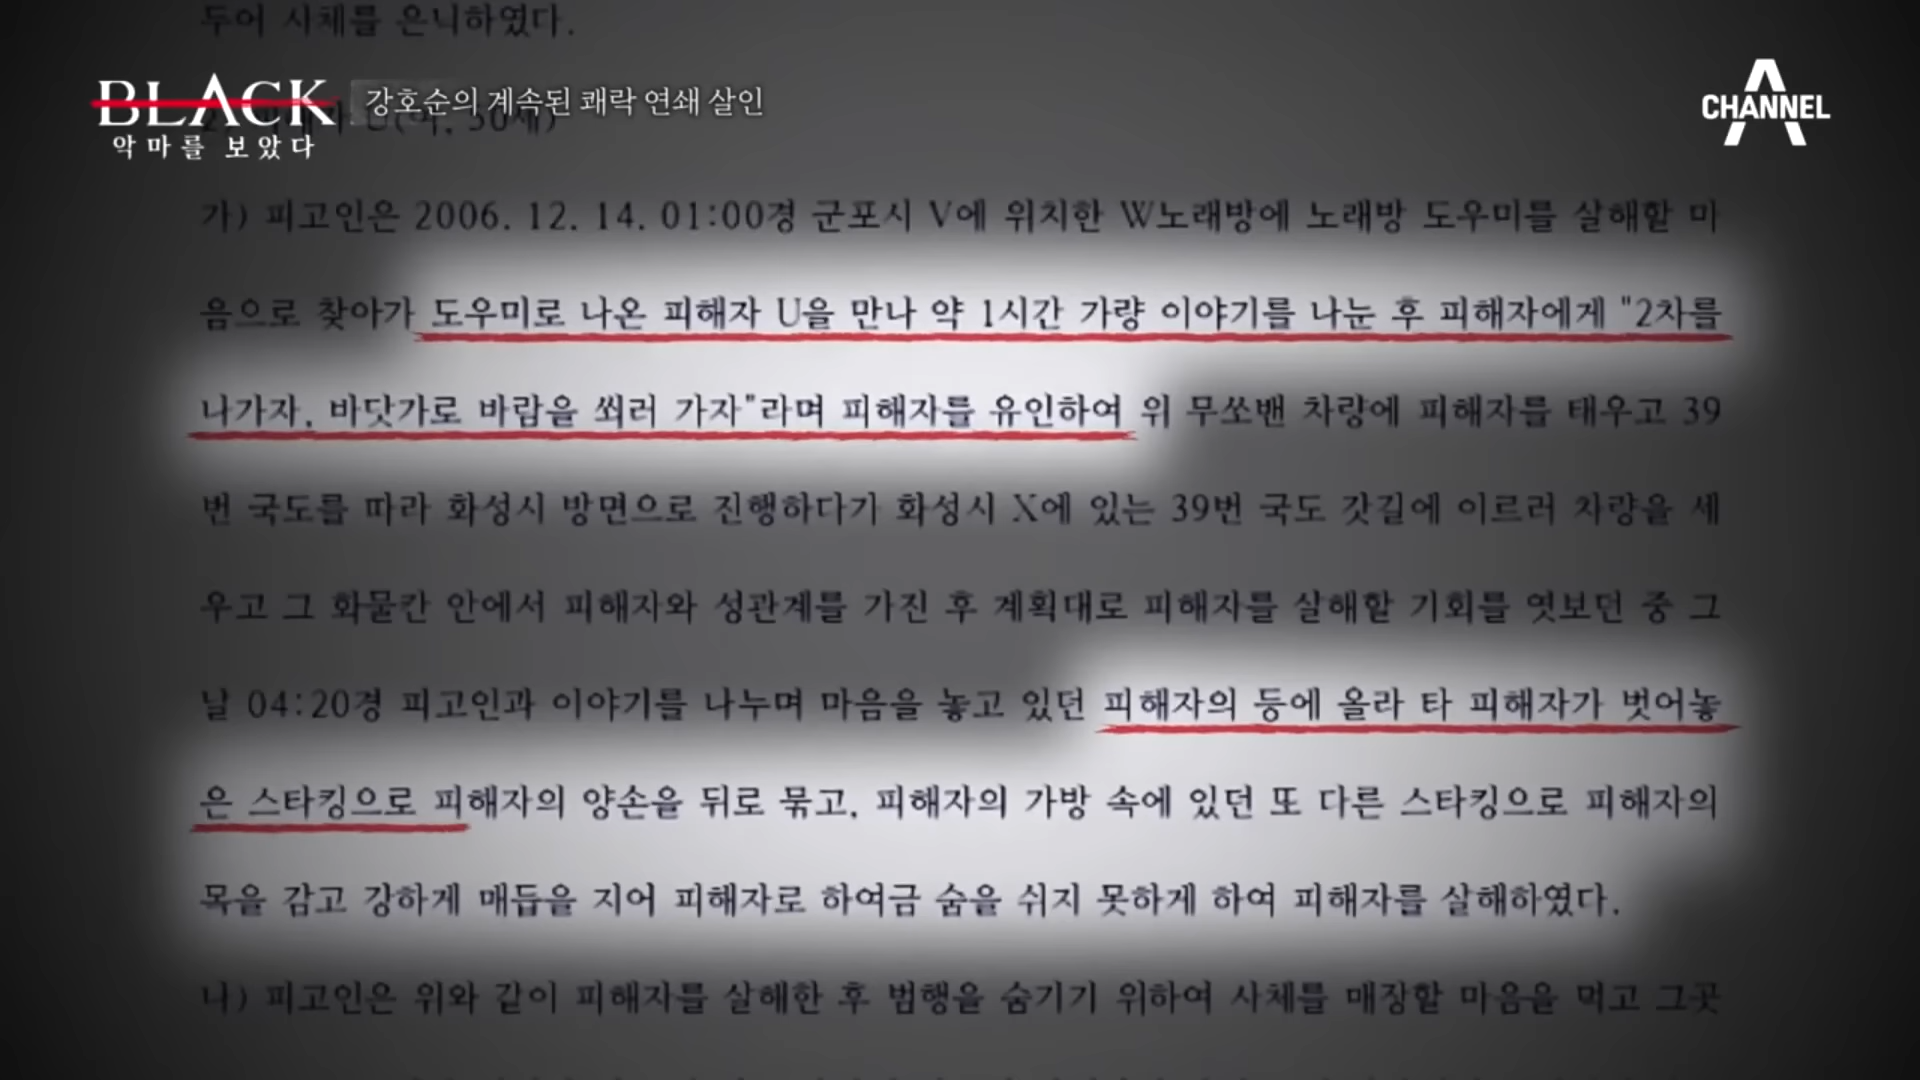 두어 사체를 은닉하였다.
BLACK
악마를 보았다
강호순의 계속된 쾌락 연쇄 살인
CHANNEL A
가) 피고인은 2006. 12. 14. 01:00경 군포시 V에 위치한 W노래방에 노래방 도우미를 살해할 마
음으로 찾아가 도우미로 나온 피해자 U을 만나 약 1시간 가량 이야기를 나눈 후 피해자에게 "2차를
나가자, 바닷가로 바람을 쐬러 가자"라며 피해자를 유인하여 위 무쏘밴 차량에 피해자를 태우고 39
번 국도를 따라 화성시 방면으로 진행하다가 화성시 X에 있는 39번 국도 갓길에 이르러 차량을 세
우고 그 화물칸 안에서 피해자와 성관계를 가진 후 계획대로 피해자를 살해할 기회를 엿보던 중 그
날 04:20경 피고인과 이야기를 나누며 마음을 놓고 있던 피해자의 등에 올라 타 피해자가 벗어놓
은 스타킹으로 피해자의 양손을 뒤로 묶고, 피해자의 가방 속에 있던 또 다른 스타킹으로 피해자의
목을 감고 강하게 매듭을 지어 피해자로 하여금 숨을 쉬지 못하게 하여 피해자를 살해하였다.
나) 피고인은 위와 같이 피해자를 살해한 후 범행을 숨기기 위하여 사체를 매장할 마음을 먹고 그곳